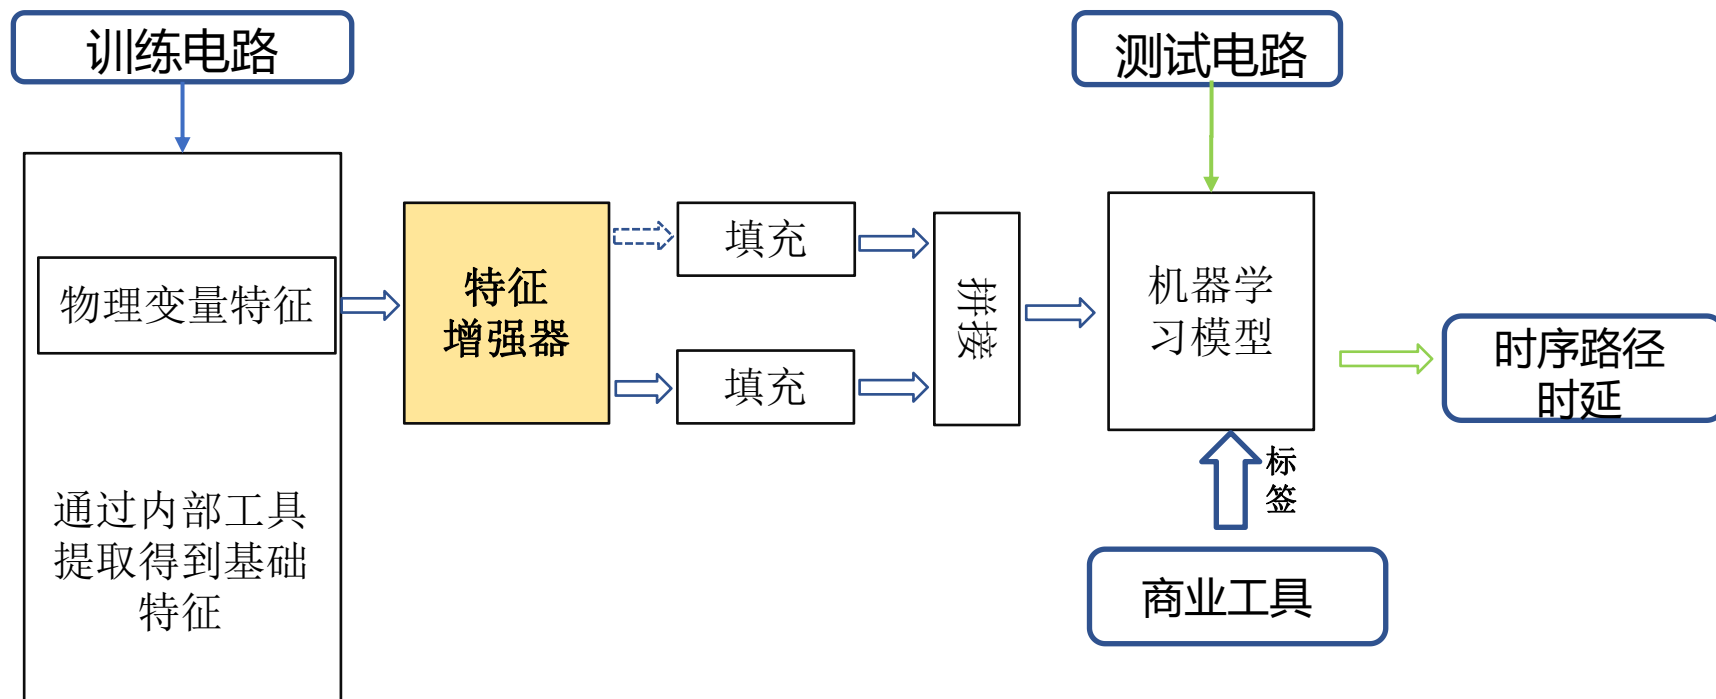 训练电路
测试电路
物理变量特征
通过内部工具
提取得到基础
特征
特征
增强器
填充
填充
拼接
机器学
习模型
标
签
商业工具
时序路径
时延